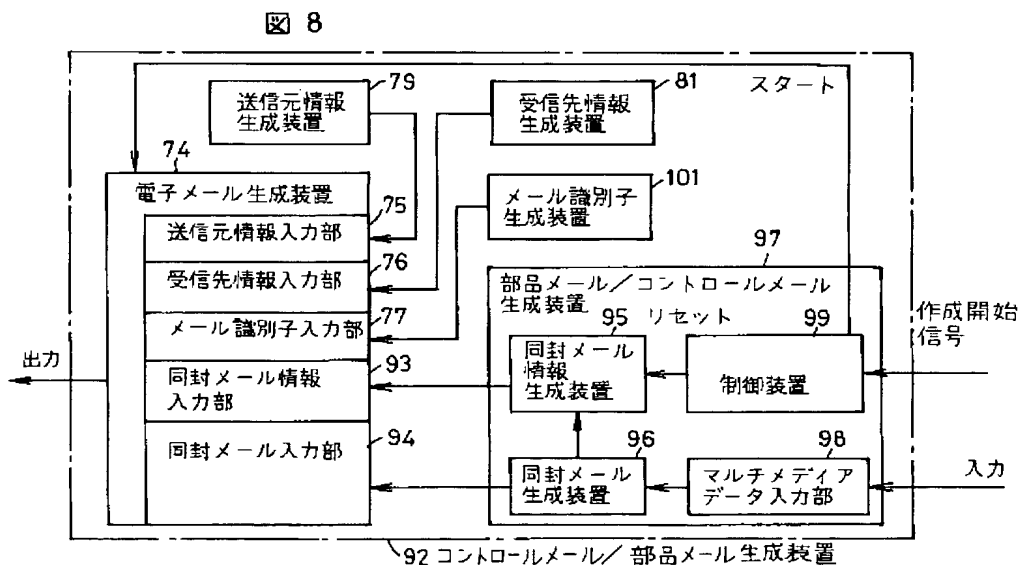 図 8
79
送信元情報
生成装置
81
受信先情報
生成装置
スタート
74
電子メール生成装置
75
送信元情報入力部
76
受信先情報入力部
77
メール識別子入力部
93
同封メール情報
入力部
94
同封メール入力部
出力
101
メール識別子
生成装置
97
部品メール/コントロールメール
生成装置
95
リセット
99
同封メール
情報
生成装置
制御装置
作成開始
信号
96
同封メール
生成装置
98
マルチメディア
データ入力部
入力
92 コントロールメール/部品メール生成装置